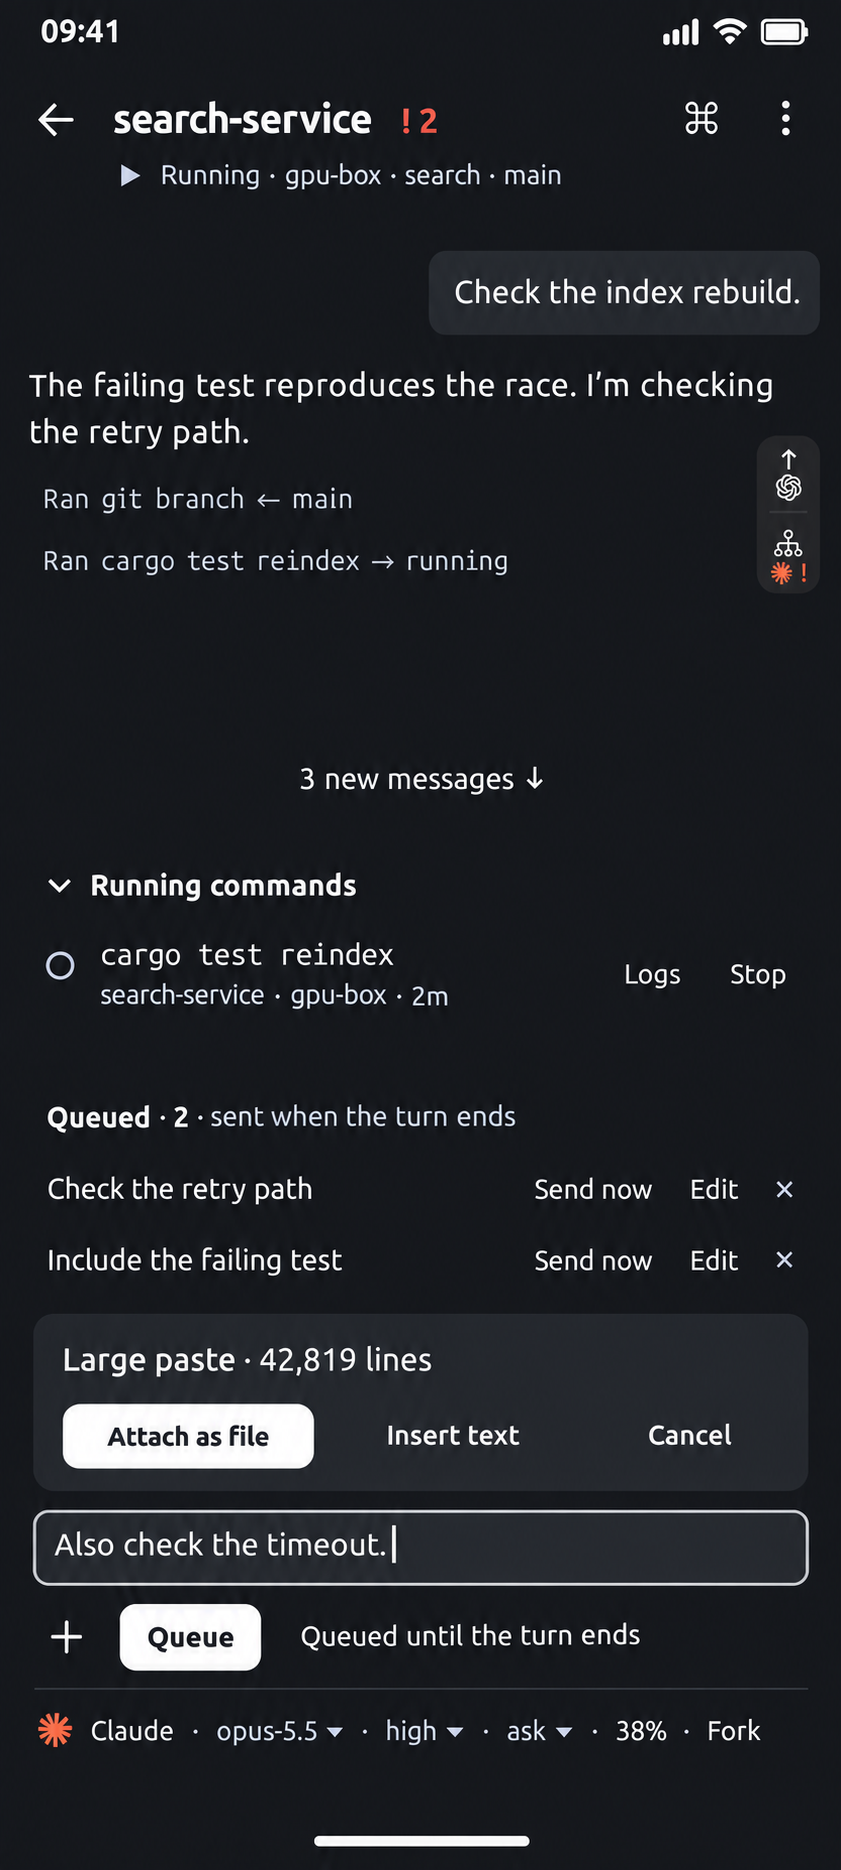 09:41
search-service ! 2
Running · gpu-box · search · main
Check the index rebuild.
The failing test reproduces the race. I’m checking
the retry path.
Ran git branch ← main
Ran cargo test reindex → running
!
3 new messages ↓
Running commands
cargo test reindex
search-service · gpu-box · 2m
Logs Stop
Queued · 2 · sent when the turn ends
Check the retry path Send now Edit ×
Include the failing test Send now Edit ×
Large paste · 42,819 lines
Attach as file Insert text Cancel
Also check the timeout.
+ Queue Queued until the turn ends
Claude · opus-5.5 · high · ask · 38% · Fork